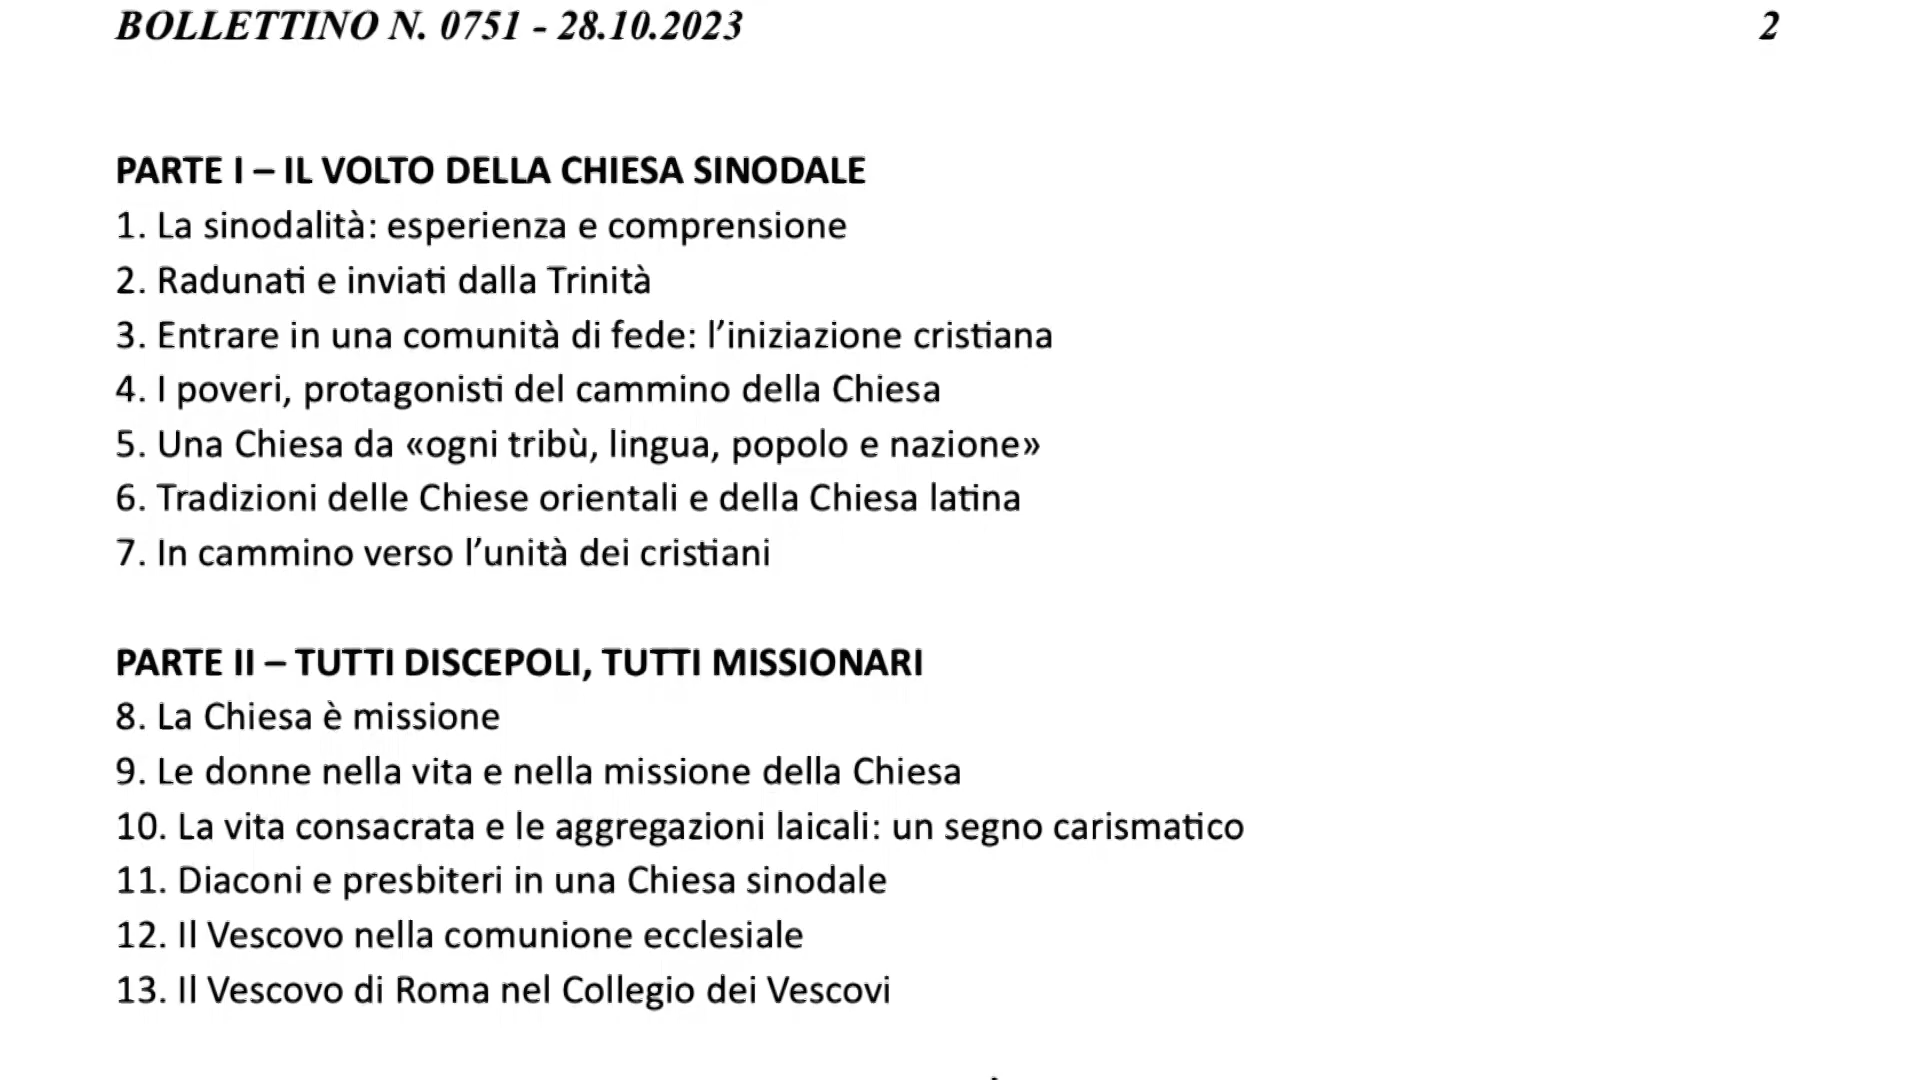 BOLLETTINO N. 0751 - 28.10.2023 2
PARTE I – IL VOLTO DELLA CHIESA SINODALE
1. La sinodalità: esperienza e comprensione
2. Radunati e inviati dalla Trinità
3. Entrare in una comunità di fede: l’iniziazione cristiana
4. I poveri, protagonisti del cammino della Chiesa
5. Una Chiesa da «ogni tribù, lingua, popolo e nazione»
6. Tradizioni delle Chiese orientali e della Chiesa latina
7. In cammino verso l’unità dei cristiani
PARTE II – TUTTI DISCEPOLI, TUTTI MISSIONARI
8. La Chiesa è missione
9. Le donne nella vita e nella missione della Chiesa
10. La vita consacrata e le aggregazioni laicali: un segno carismatico
11. Diaconi e presbiteri in una Chiesa sinodale
12. Il Vescovo nella comunione ecclesiale
13. Il Vescovo di Roma nel Collegio dei Vescovi